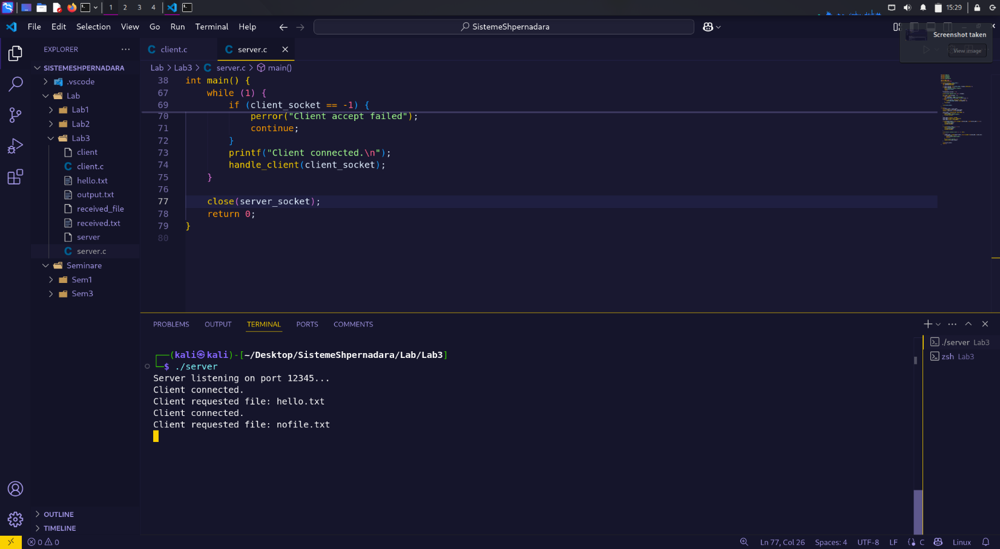 1 2 3 4 15:29
File Edit Selection View Go Run Terminal Help SistemeShpernadara
Screenshot taken
View image
EXPLORER
SISTEMESHPERNADARA
.vscode
Lab
Lab1
Lab2
Lab3
client
C client.c
hello.txt
output.txt
received_file
received.txt
server
C server.c
Seminare
Sem1
Sem3
OUTLINE
TIMELINE
C client.c C server.c
Lab > Lab3 > C server.c > main()
38 int main() {
67 while (1) {
69 if (client_socket == -1) {
70 perror("Client accept failed");
71 continue;
72 }
73 printf("Client connected.\n");
74 handle_client(client_socket);
75 }
76
77 close(server_socket);
78 return 0;
79 }
80
PROBLEMS OUTPUT TERMINAL PORTS COMMENTS
./server Lab3
zsh Lab3
┌──(kali㉿kali)-[~/Desktop/SistemeShpernadara/Lab/Lab3]
└─$ ./server
Server listening on port 12345...
Client connected.
Client requested file: hello.txt
Client connected.
Client requested file: nofile.txt
0 0 Ln 77, Col 26 Spaces: 4 UTF-8 LF C Linux